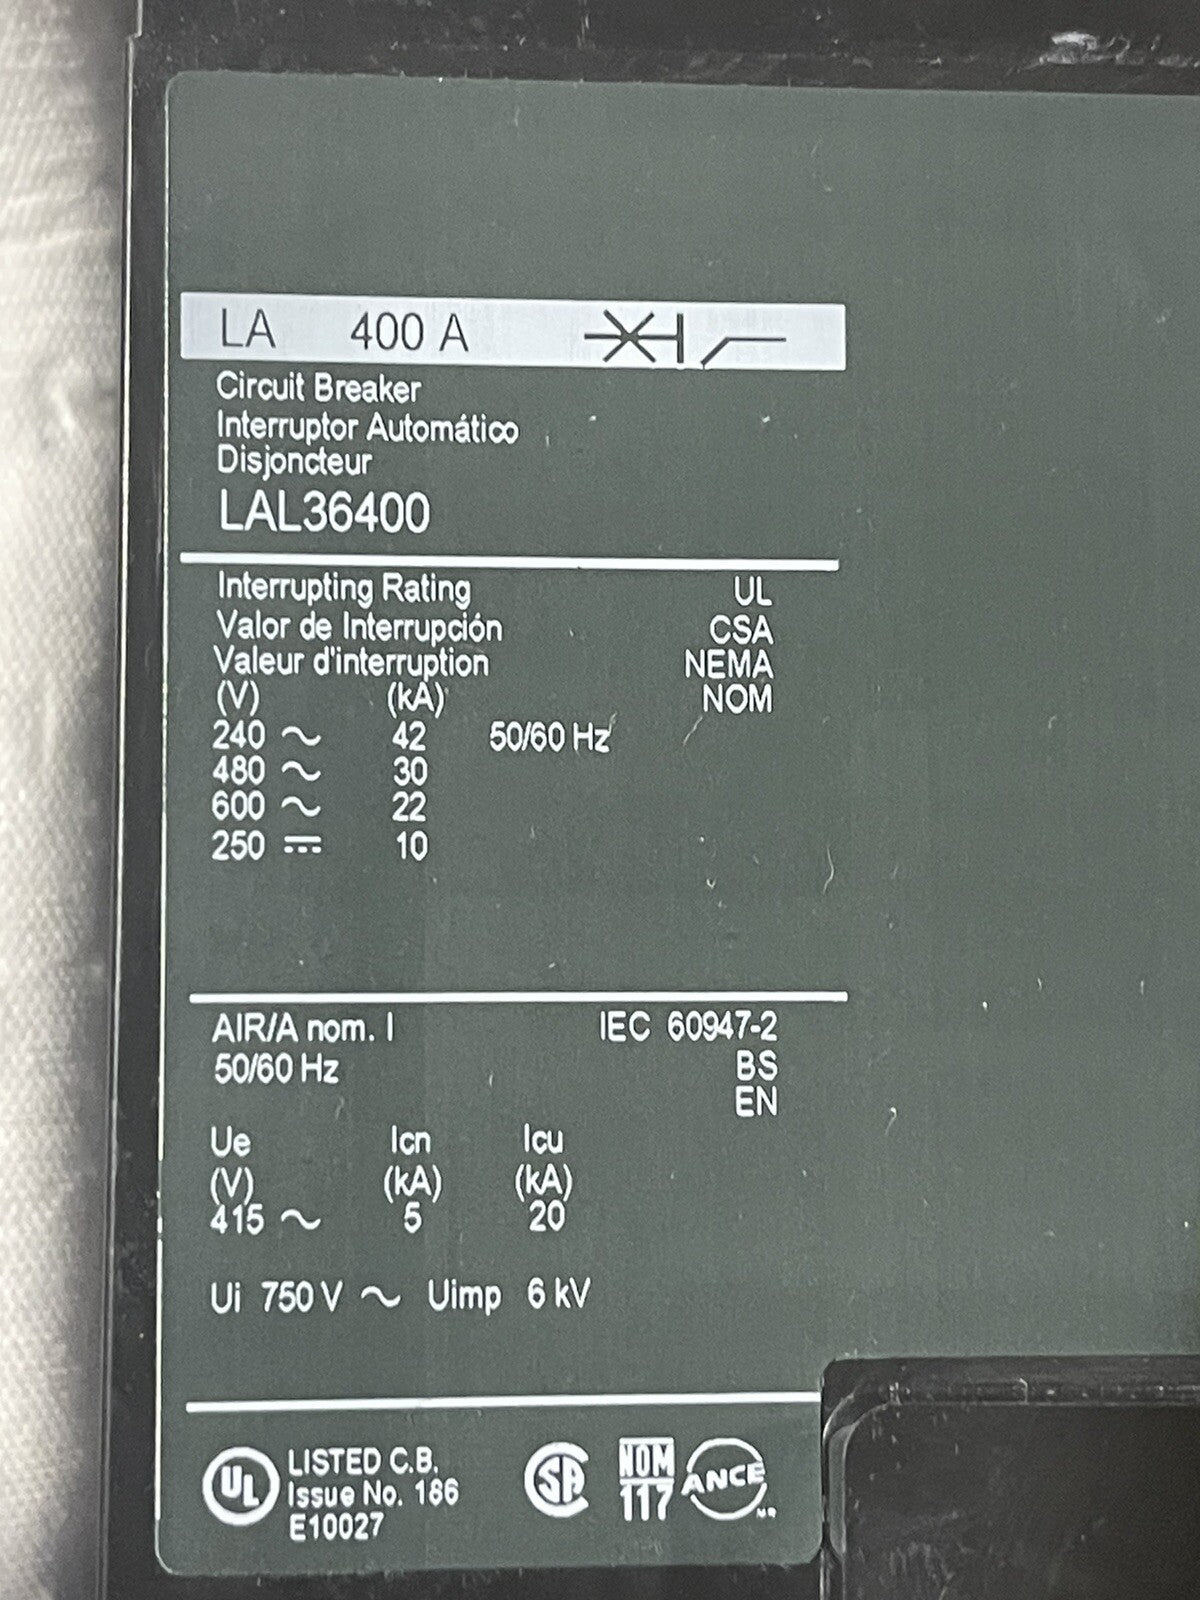 LA 400 A
Circuit Breaker
Interruptor Automático
Disjoncteur
LAL36400
Interrupting Rating UL
Valor de Interrupción CSA
Valeur d'interruption NEMA
(V) (kA) NOM
240 ~ 42 50/60 Hz
480 ~ 30
600 ~ 22
250 ⎓ 10
AIR/A nom. I IEC 60947-2
50/60 Hz BS
EN
Ue Icn Icu
(V) (kA) (kA)
415 ~ 5 20
Ui 750 V ~ Uimp 6 kV
UL LISTED C.B.
Issue No. 186
E10027
SA NOM
117 ANCE